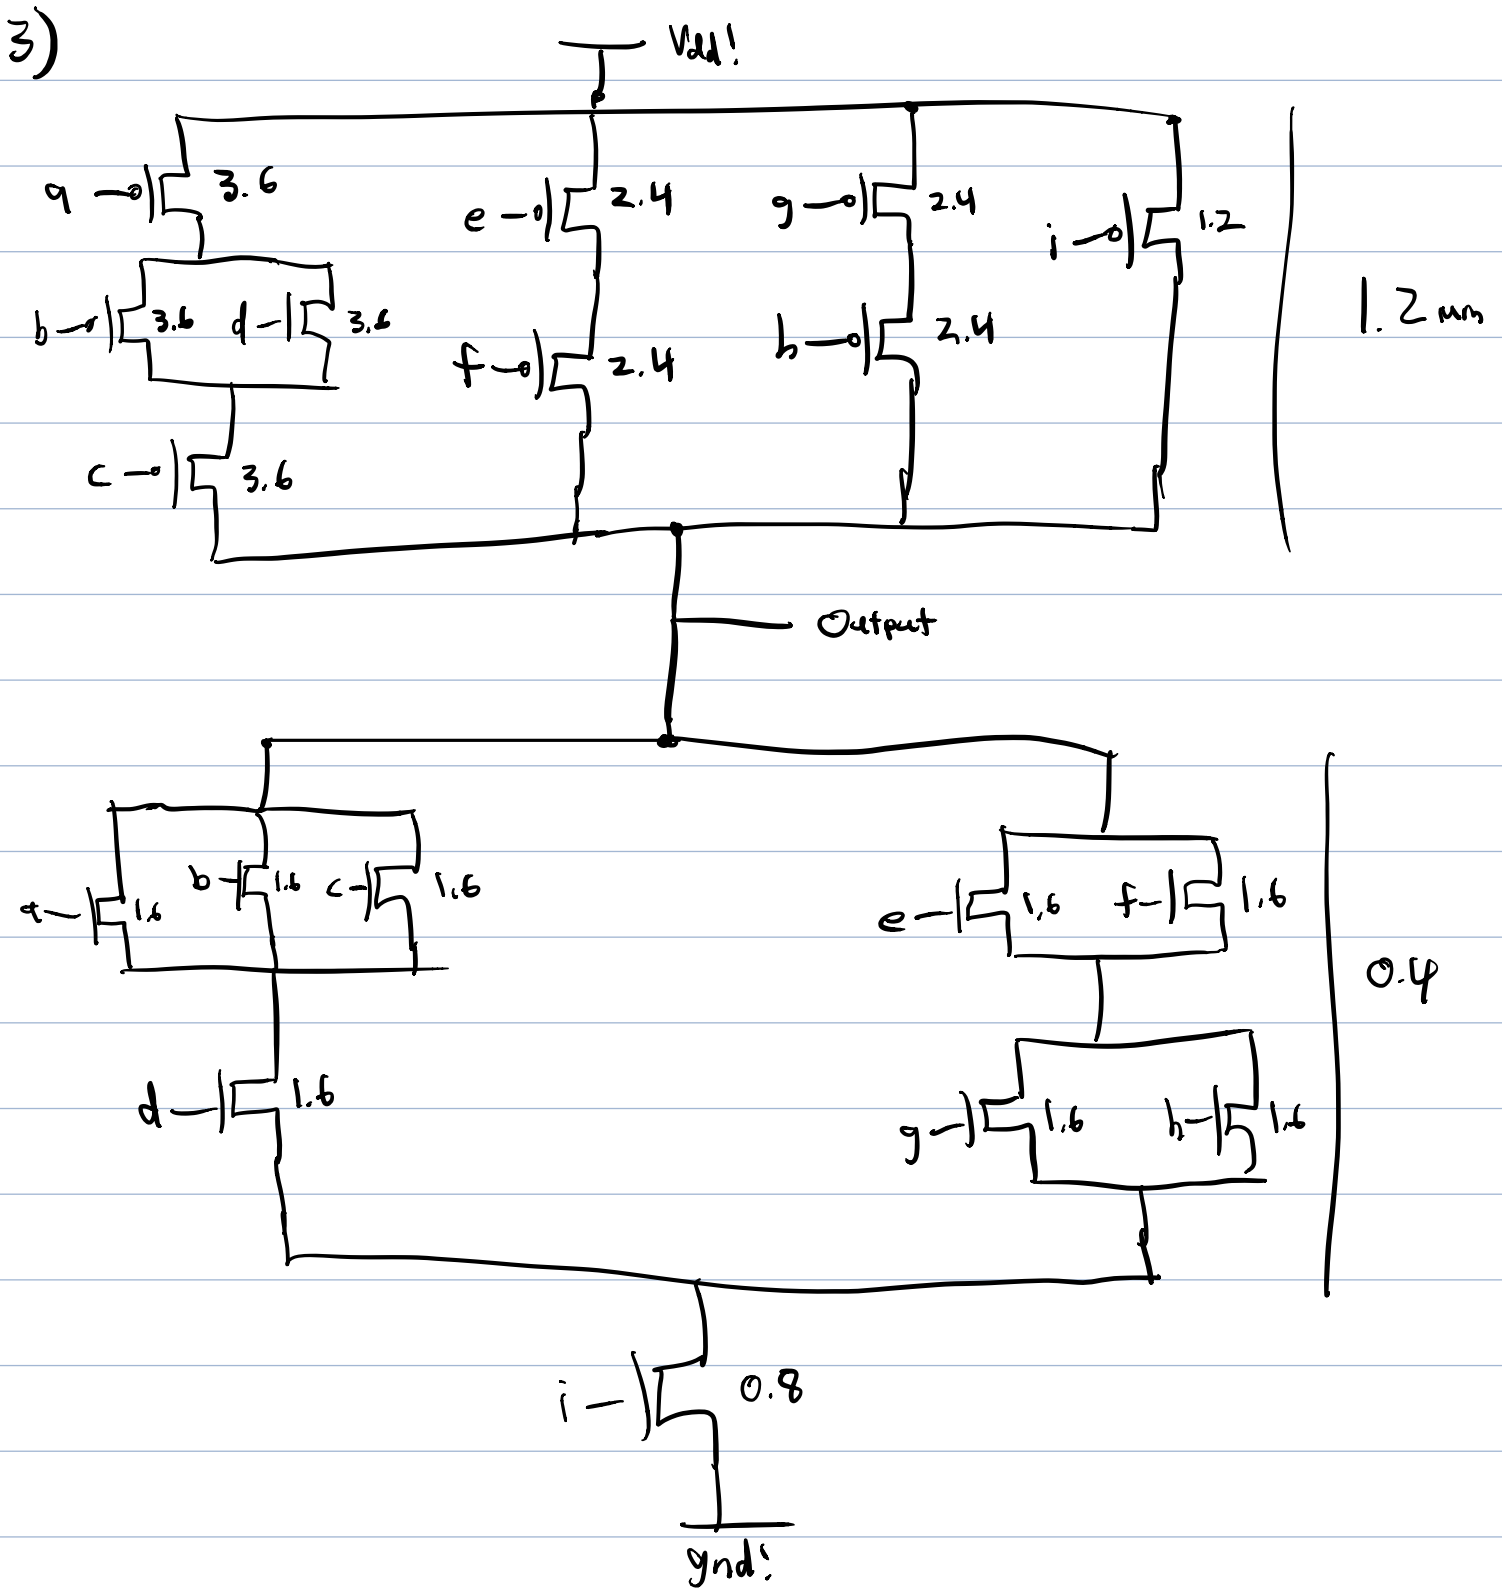 3)
Vdd!
a 3.6
e 2.4
g 2.4
i 1.2
b 3.6 d 3.6
f 2.4
h 2.4
1.2 um
c 3.6
Output
a 1.6
b 1.6
c 1.6
e 1.6
f 1.6
0.4
d 1.6
g 1.6
h 1.6
i 0.8
gnd!